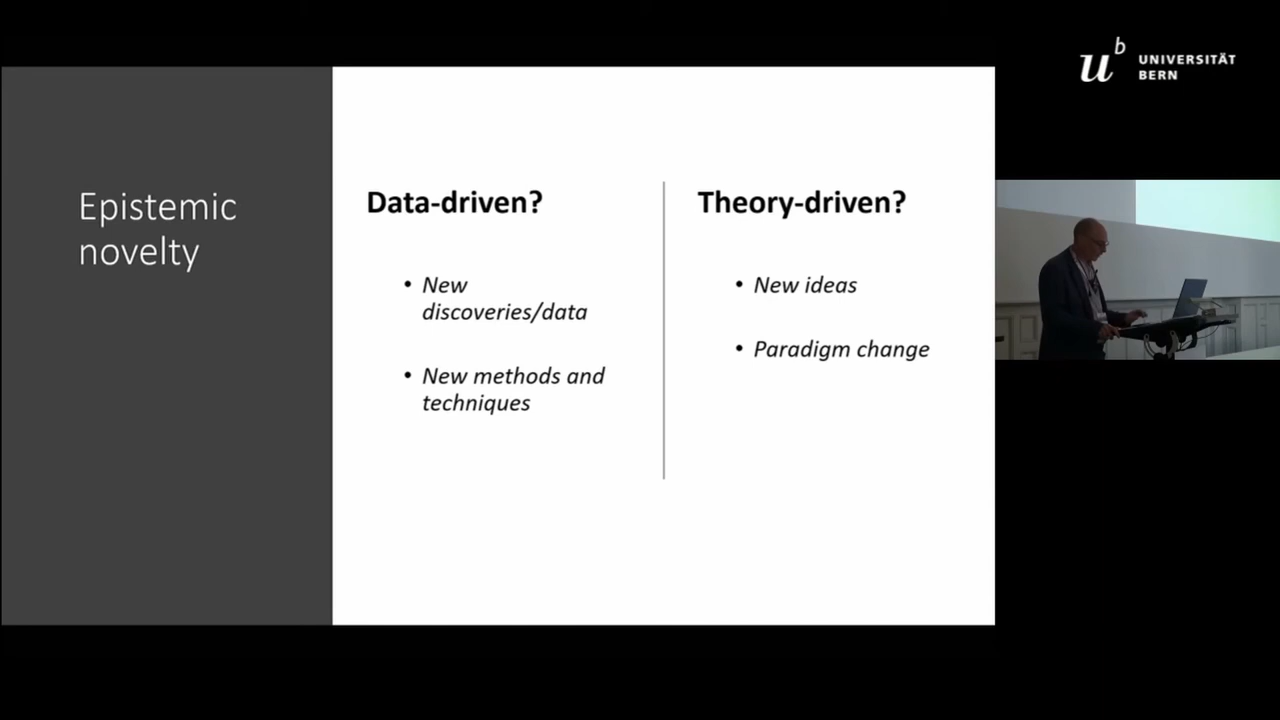 Epistemic
novelty
Data-driven?
• New
discoveries/data
• New methods and
techniques
Theory-driven?
• New ideas
• Paradigm change
u^b UNIVERSITÄT
BERN